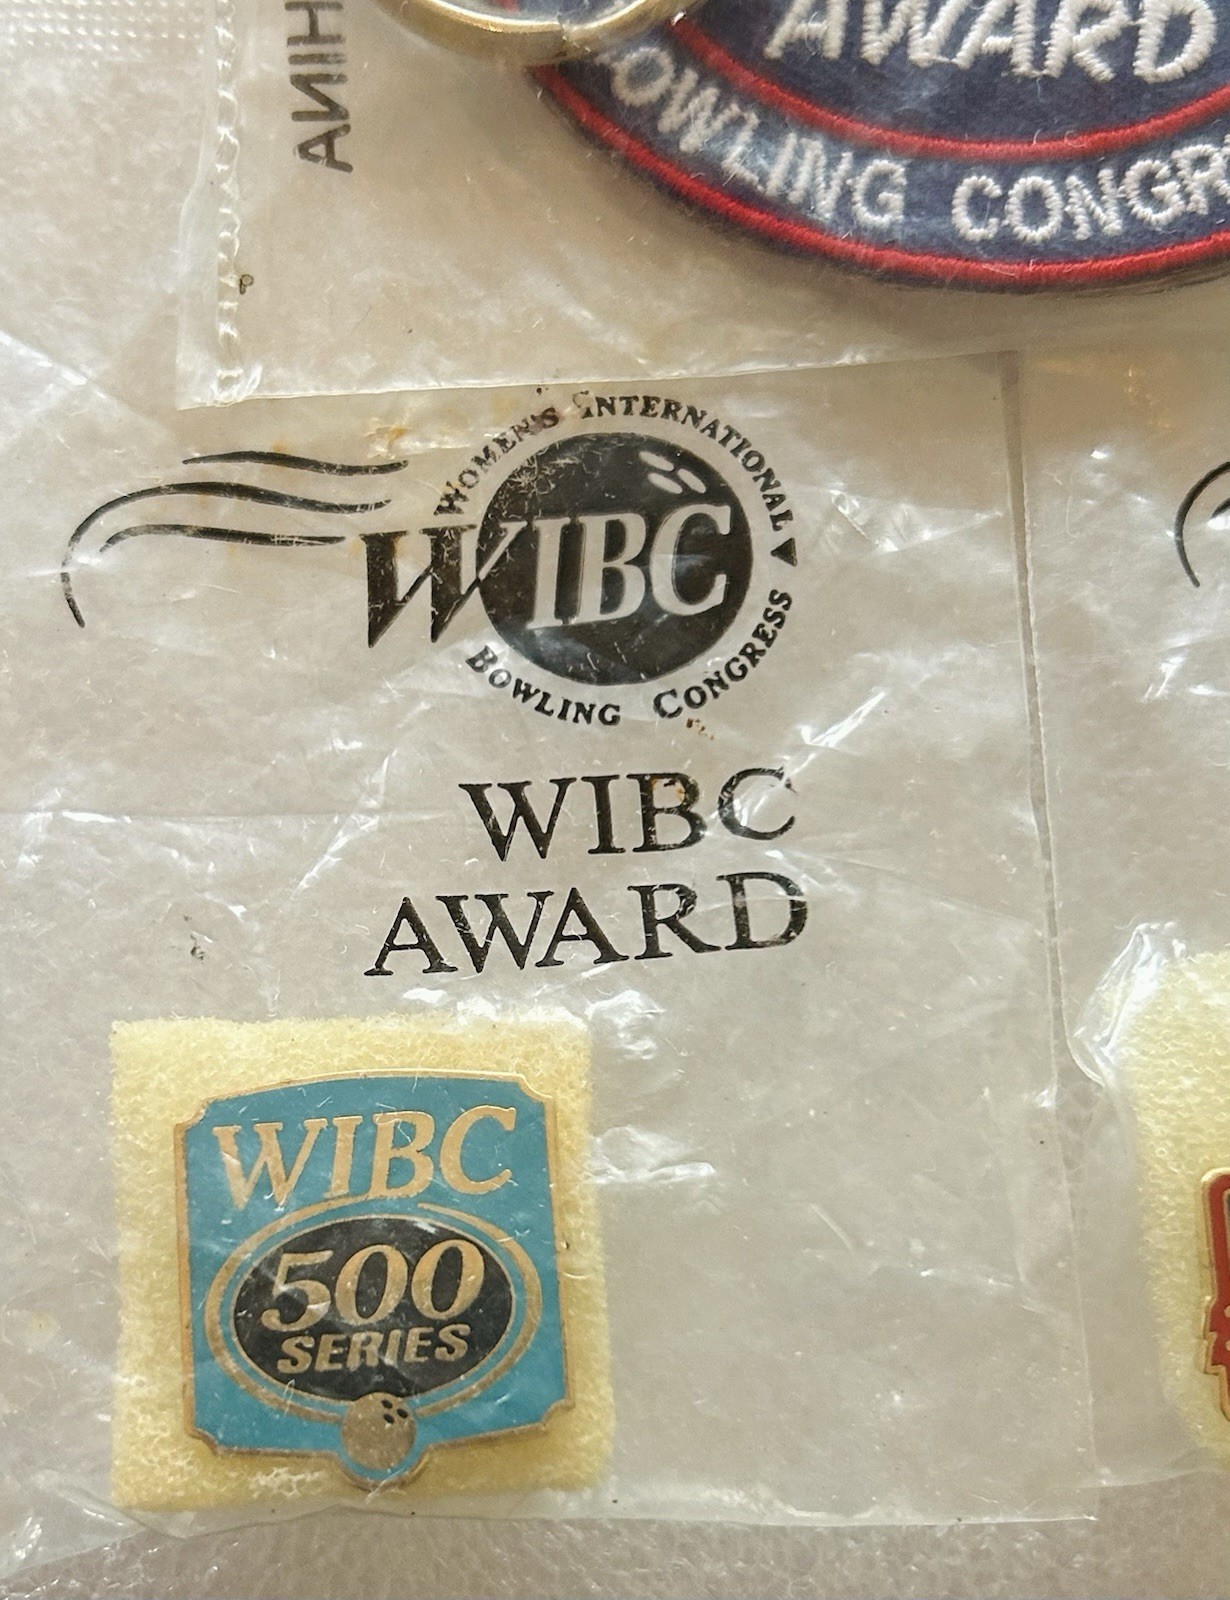 AWARD
OWLING CONGR
WOMEN'S INTERNATIONAL
WIBC
BOWLING CONGRESS
WIBC
AWARD
WIBC
500
SERIES